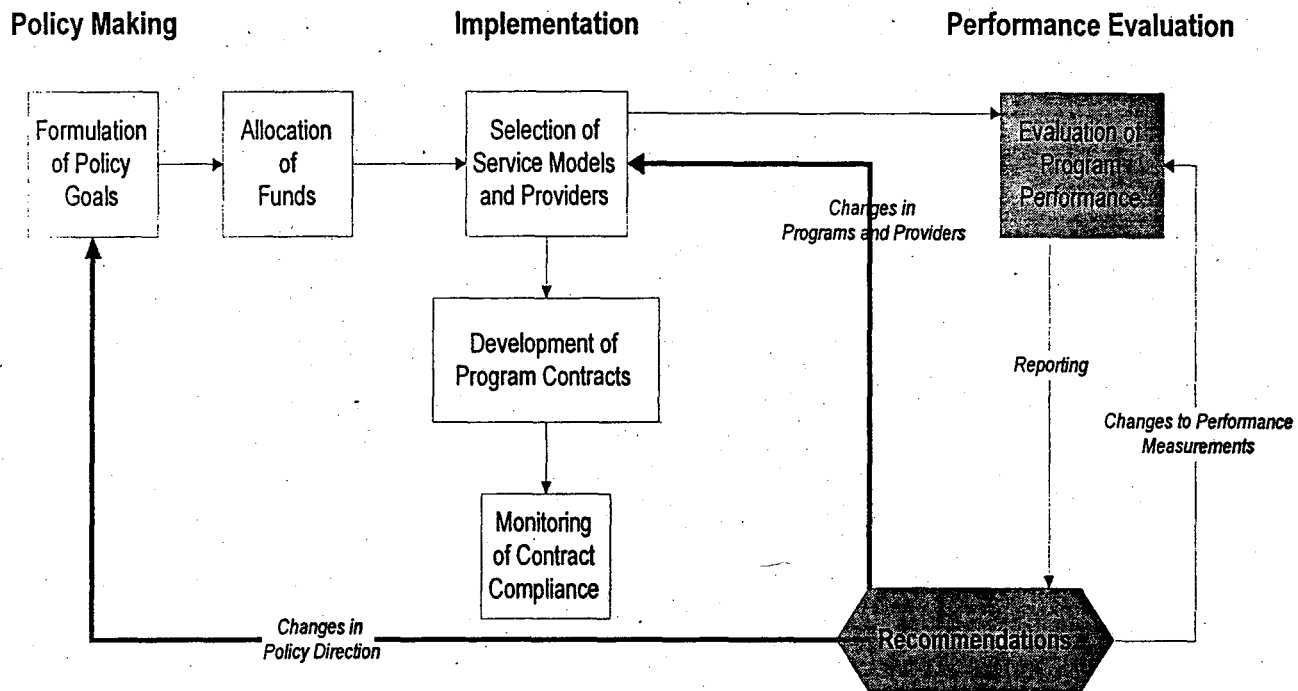 Policy Making
Implementation
Performance Evaluation
Formulation
of Policy
Goals
Allocation
of
Funds
Selection of
Service Models
and Providers
Evaluation of
Program
Performance
Changes in
Programs and Providers
Development of
Program Contracts
Reporting
Changes to Performance
Measurements
Monitoring
of Contract
Compliance
Changes in
Policy Direction
Recommendations